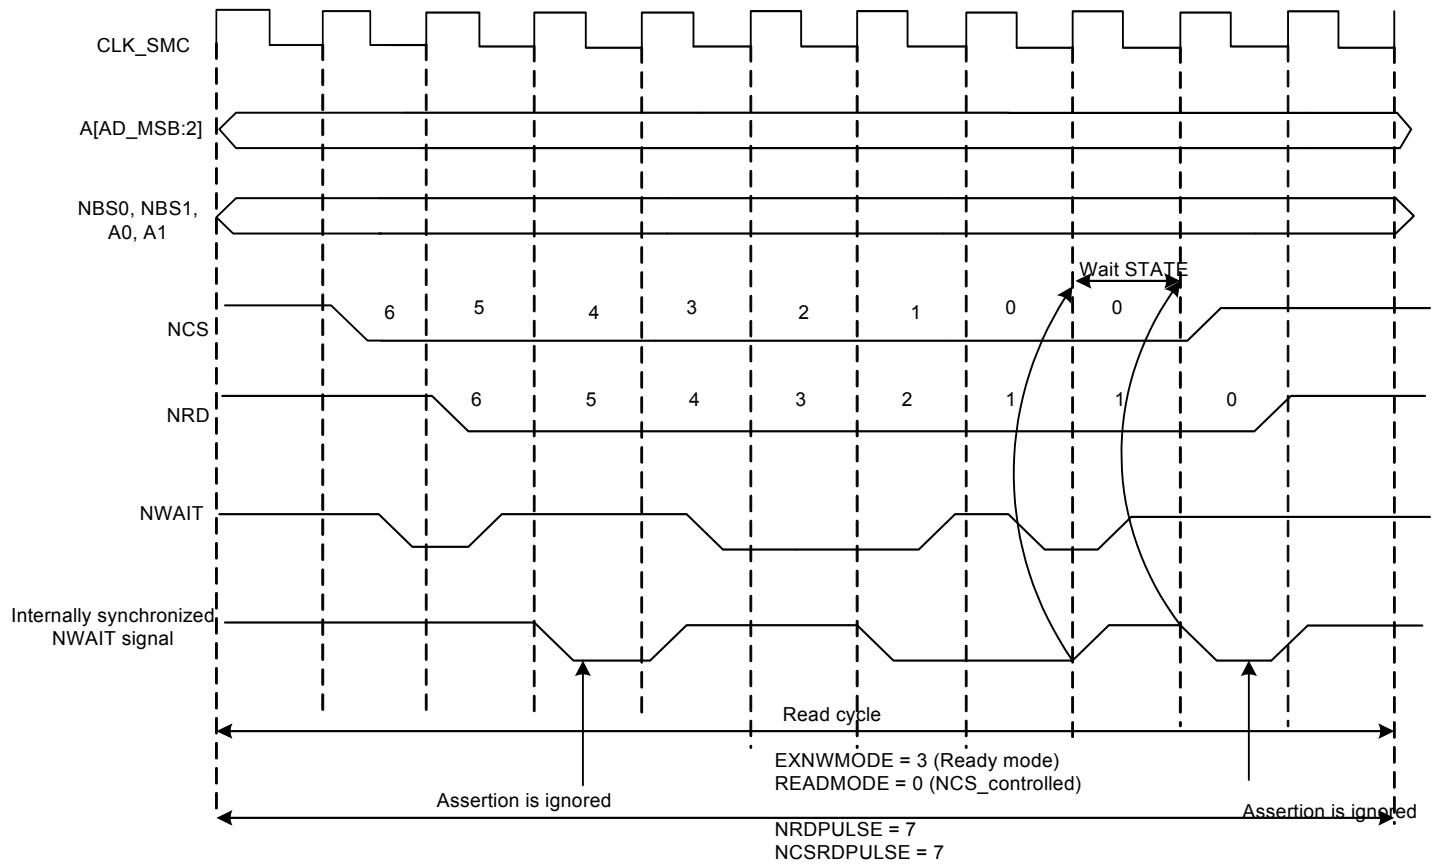 CLK_SMC
A[AD_MSB:2]
NBS0, NBS1,
A0, A1
Wait STATE
NCS
6 5 4 3 2 1 0 0
NRD
6 5 4 3 2 1 1 0
NWAIT
Internally synchronized
NWAIT signal
Read cycle
EXNWMODE = 3 (Ready mode)
READMODE = 0 (NCS_controlled)
Assertion is ignored
Assertion is ignored
NRDPULSE = 7
NCSRDPULSE = 7